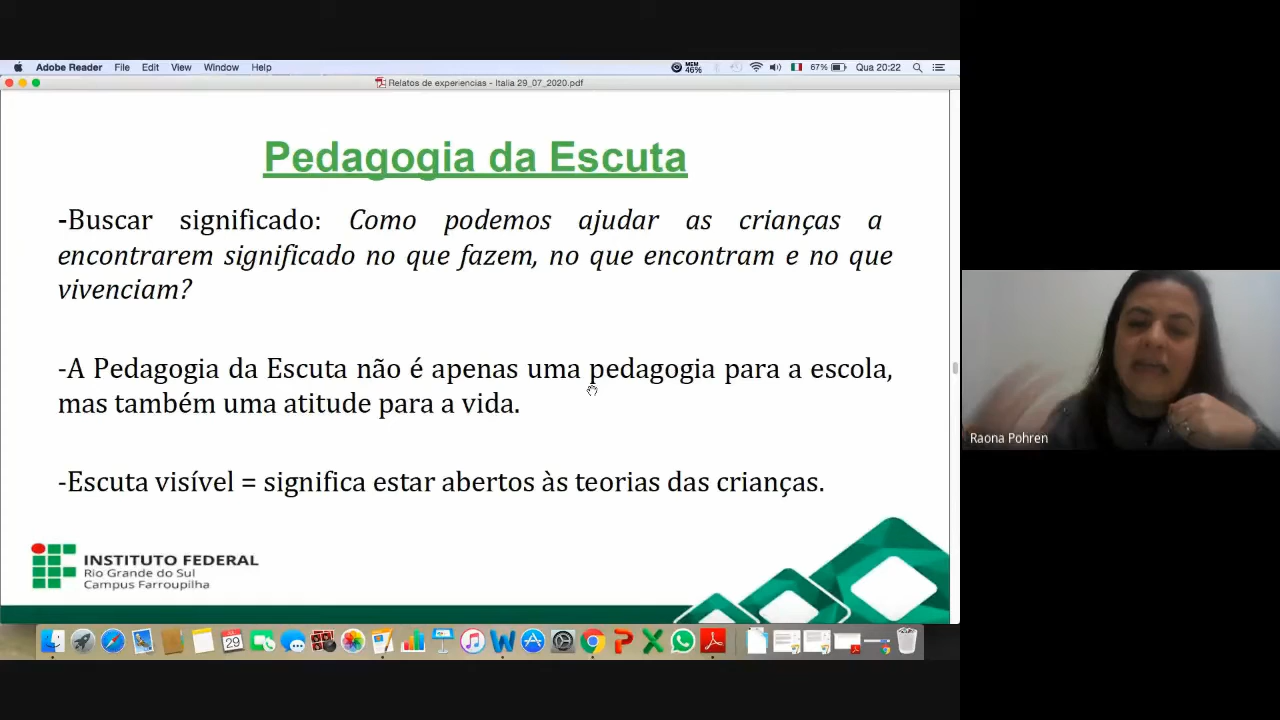 Adobe Reader File Edit View Window Help MEM 46% 67% Qua 20:22
Relatos de experiencias - Italia 29_07_2020.pdf
Pedagogia da Escuta
-Buscar significado: Como podemos ajudar as crianças a
encontrarem significado no que fazem, no que encontram e no que
vivenciam?
-A Pedagogia da Escuta não é apenas uma pedagogia para a escola,
mas também uma atitude para a vida.
-Escuta visível = significa estar abertos às teorias das crianças.
INSTITUTO FEDERAL
Rio Grande do Sul
Campus Farroupilha
Raona Pohren
29